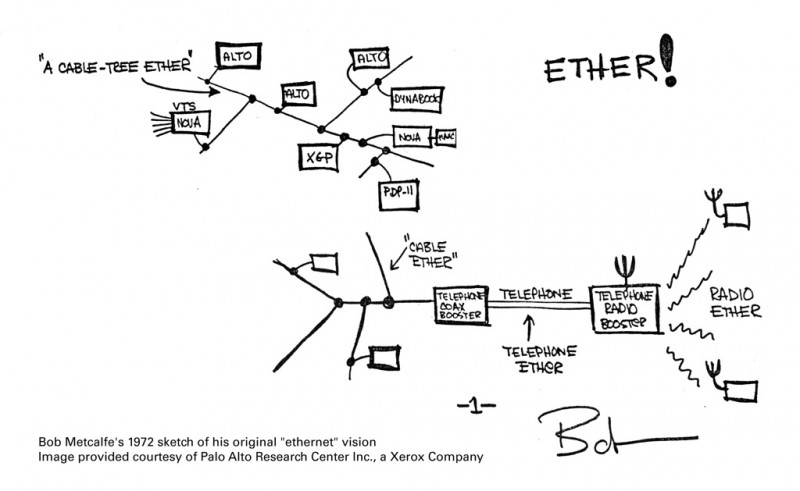 "A CABLE-TREE ETHER"
ALTO
ALTO
ETHER!
ALTO
DYNABOOK
VTS
NOVA
XGP
NOVA
PDP-11
"CABLE
ETHER"
TELEPHONE
COAX
BOOSTER
TELEPHONE
TELEPHONE
ETHER
TELEPHONE
RADIO
BOOSTER
RADIO
ETHER
-1-
Bob
Bob Metcalfe's 1972 sketch of his original "ethernet" vision
Image provided courtesy of Palo Alto Research Center Inc., a Xerox Company